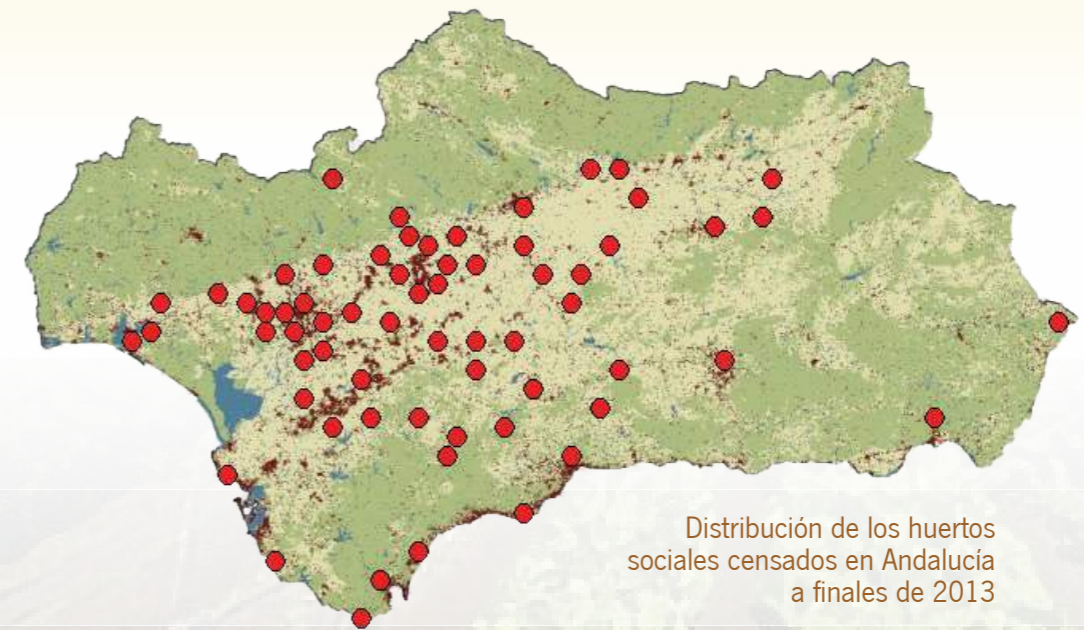 Distribución de los huertos
sociales censados en Andalucía
a finales de 2013